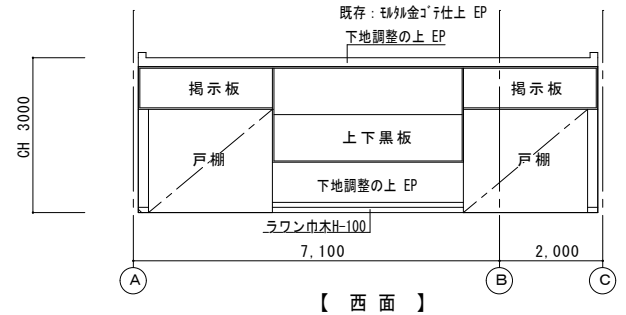 既存：ﾓﾙﾀﾙ金ｺﾞﾃ仕上 EP
下地調整の上 EP
掲示板
掲示板
CH 3000
上下黒板
戸棚
戸棚
下地調整の上 EP
ラワン巾木H-100
7,100
2,000
A
B
C
【 西 面 】